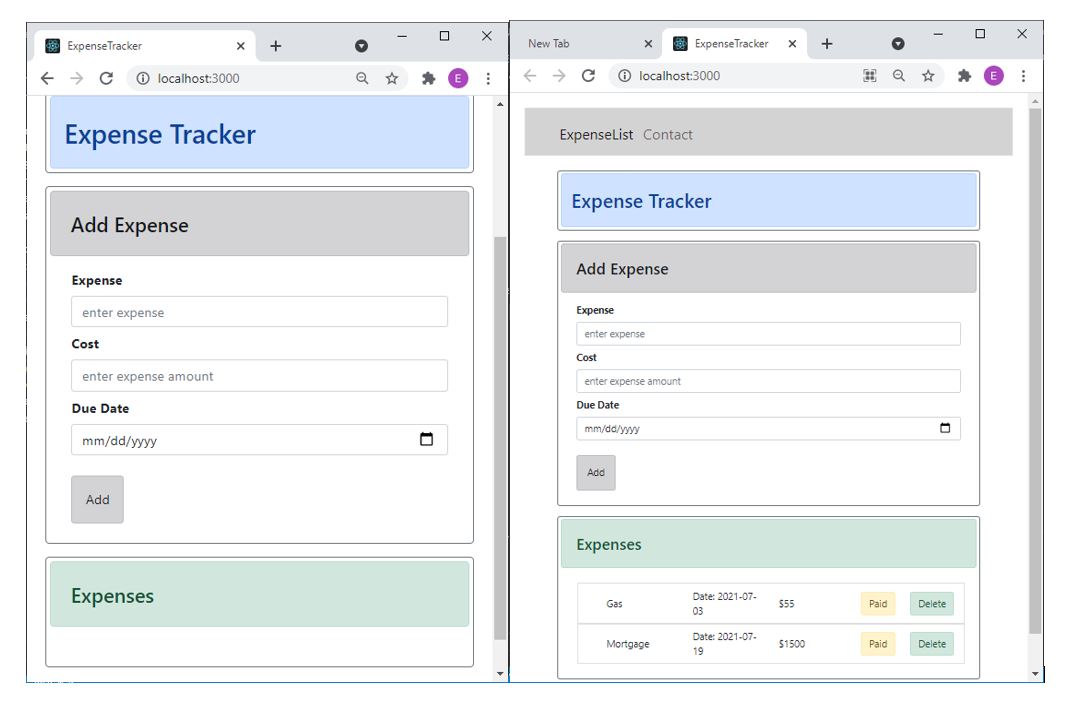 ExpenseTracker
localhost:3000
E
Expense Tracker
Add Expense
Expense
enter expense
Cost
enter expense amount
Due Date
mm/dd/yyyy
Add
Expenses
New Tab
ExpenseTracker
localhost:3000
E
ExpenseList Contact
Expense Tracker
Add Expense
Expense
enter expense
Cost
enter expense amount
Due Date
mm/dd/yyyy
Add
Expenses
Gas
Date: 2021-07-
03
$55
Paid
Delete
Mortgage
Date: 2021-07-
19
$1500
Paid
Delete